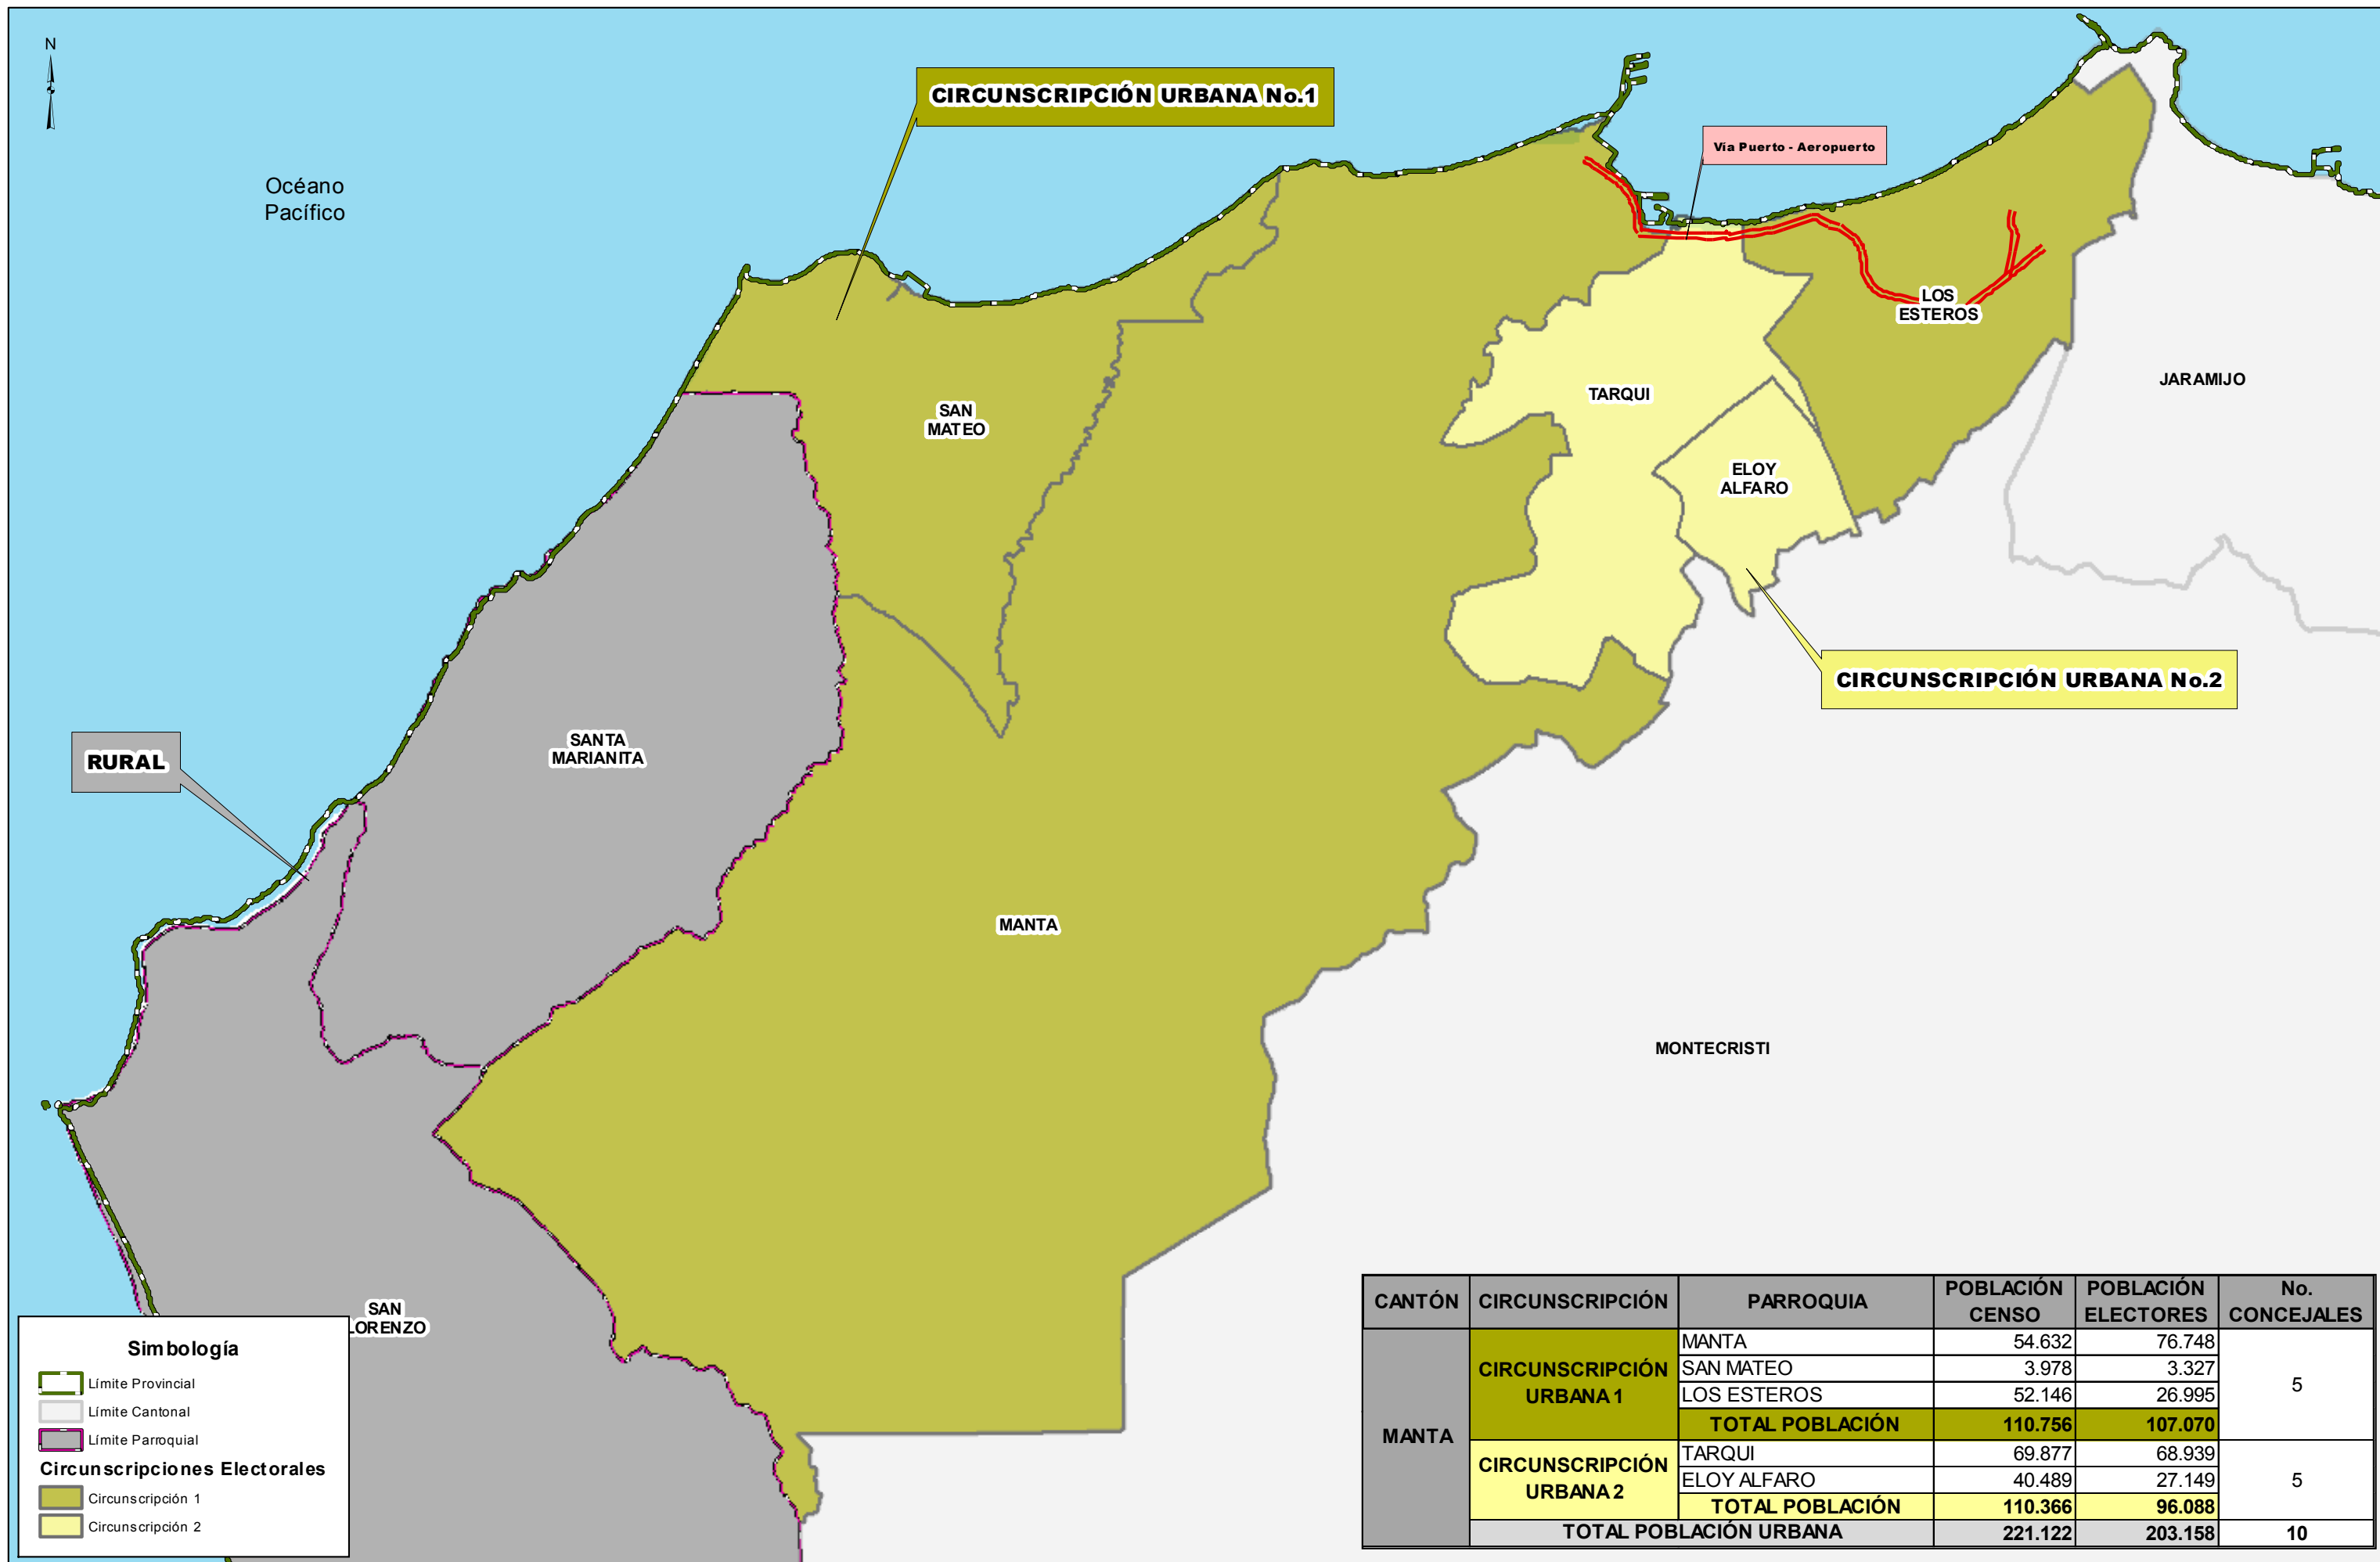 N
CIRCUNSCRIPCIÓN URBANA No.1
Vía Puerto - Aeropuerto
Océano
Pacífico
LOS
ESTEROS
JARAMIJO
TARQUI
SAN
MATEO
ELOY
ALFARO
CIRCUNSCRIPCIÓN URBANA No.2
SANTA
MARIANITA
RURAL
MANTA
MONTECRISTI
SAN
LORENZO
Simbología
Límite Provincial
Límite Cantonal
Límite Parroquial
Circunscripciones Electorales
Circunscripción 1
Circunscripción 2
CANTÓN CIRCUNSCRIPCIÓN PARROQUIA POBLACIÓN CENSO POBLACIÓN ELECTORES No. CONCEJALES
MANTA
CIRCUNSCRIPCIÓN URBANA 1
MANTA 54.632 76.748
SAN MATEO 3.978 3.327
LOS ESTEROS 52.146 26.995
5
TOTAL POBLACIÓN 110.756 107.070
CIRCUNSCRIPCIÓN URBANA 2
TARQUI 69.877 68.939
ELOY ALFARO 40.489 27.149
5
TOTAL POBLACIÓN 110.366 96.088
TOTAL POBLACIÓN URBANA 221.122 203.158 10